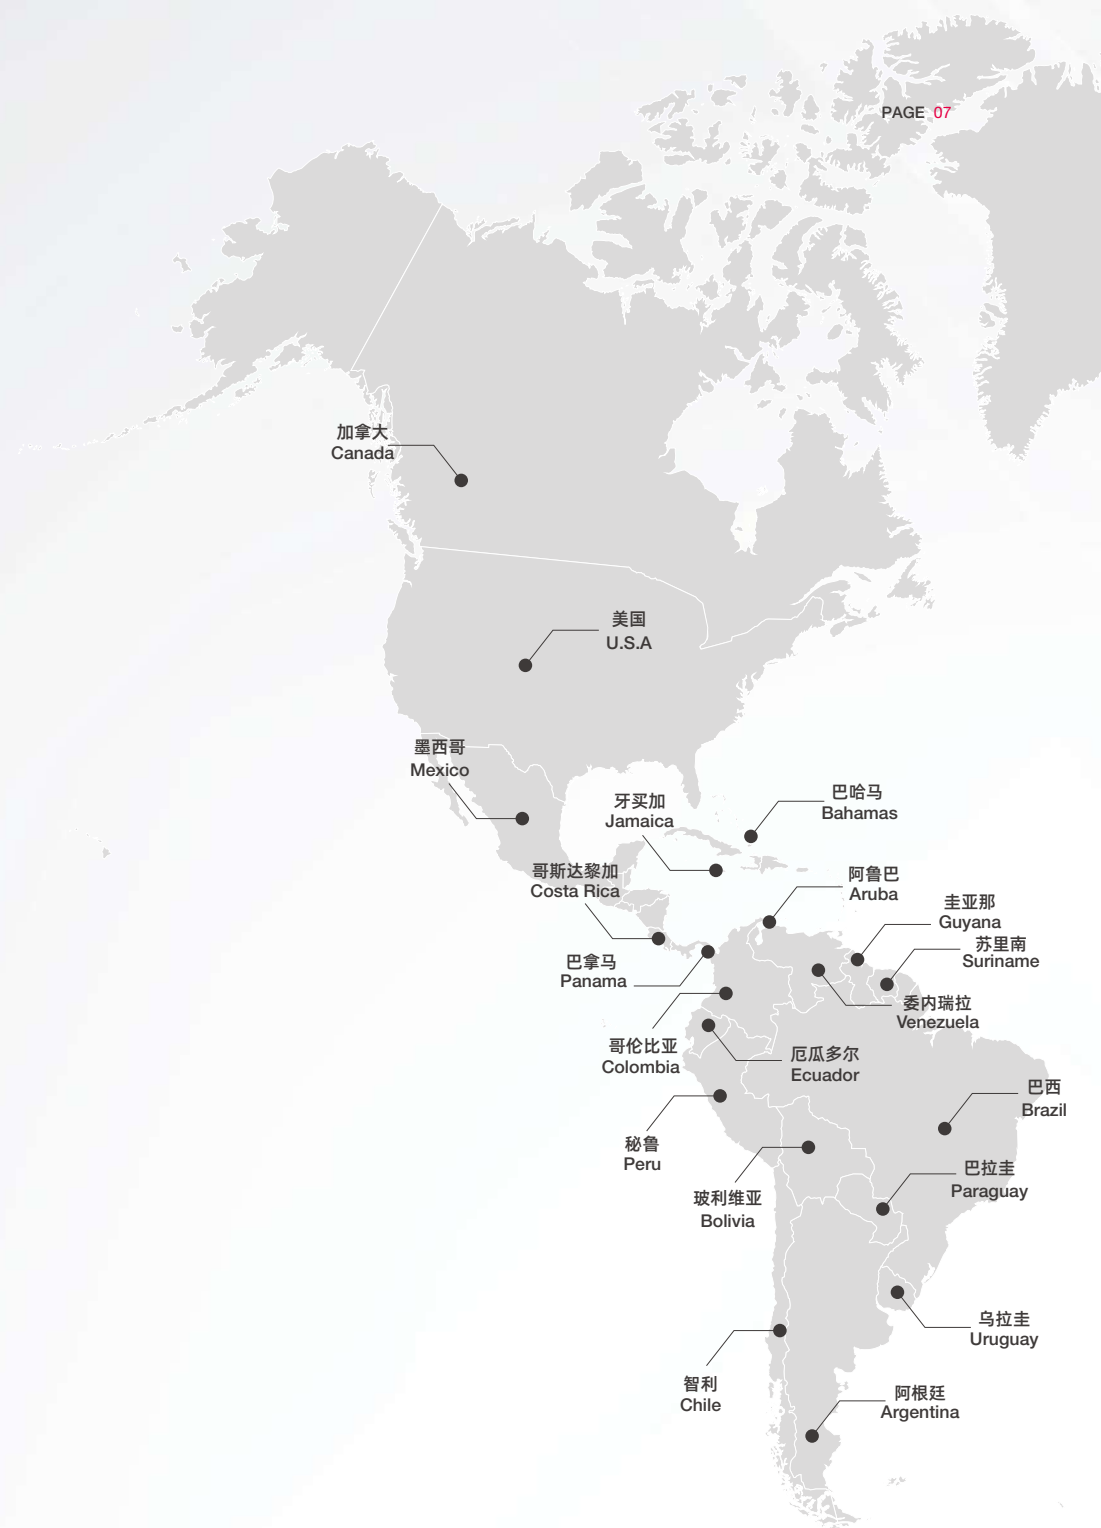 PAGE 07
加拿大
Canada
美国
U.S.A
墨西哥
Mexico
巴哈马
Bahamas
牙买加
Jamaica
哥斯达黎加
Costa Rica
阿鲁巴
Aruba
圭亚那
Guyana
苏里南
Suriname
巴拿马
Panama
委内瑞拉
Venezuela
哥伦比亚
Colombia
厄瓜多尔
Ecuador
巴西
Brazil
秘鲁
Peru
巴拉圭
Paraguay
玻利维亚
Bolivia
乌拉圭
Uruguay
智利
Chile
阿根廷
Argentina